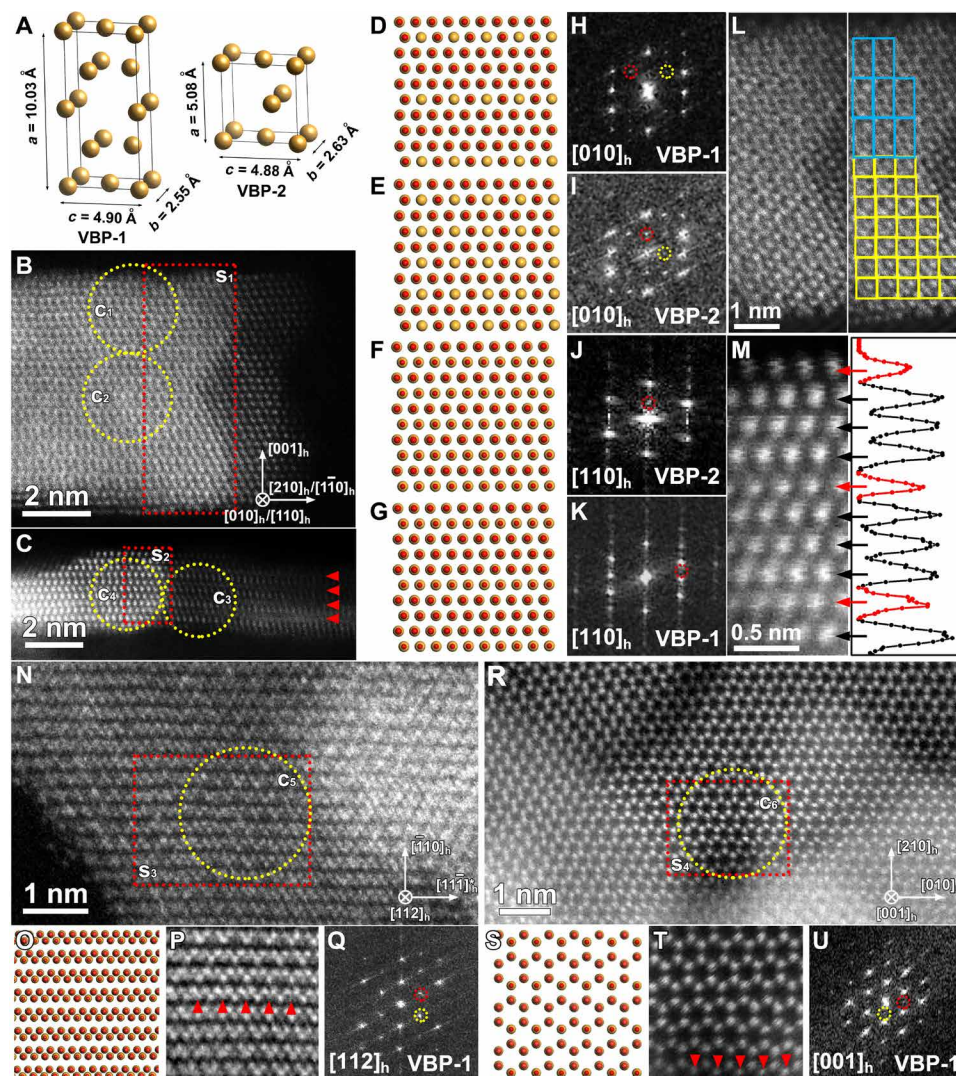 A
a = 10.03 Å
c = 4.90 Å
b = 2.55 Å
VBP-1
a = 5.08 Å
c = 4.88 Å
b = 2.63 Å
VBP-2
B
C₁
C₂
S₁
[001]ₕ
[210]ₕ/[11̄0]ₕ
[010]ₕ/[110]ₕ
2 nm
C
S₂
C₄
C₃
2 nm
D
E
F
G
H
[010]ₕ VBP-1
I
[010]ₕ VBP-2
J
[110]ₕ VBP-2
K
[110]ₕ VBP-1
L
1 nm
M
0.5 nm
N
C₅
S₃
[1̄10]ₕ
[111̄]*ₕ
[112]ₕ
1 nm
R
C₆
S₄
[210]ₕ
[010]ₕ
[001]ₕ
1 nm
O
P
Q
[112]ₕ VBP-1
S
T
U
[001]ₕ VBP-1